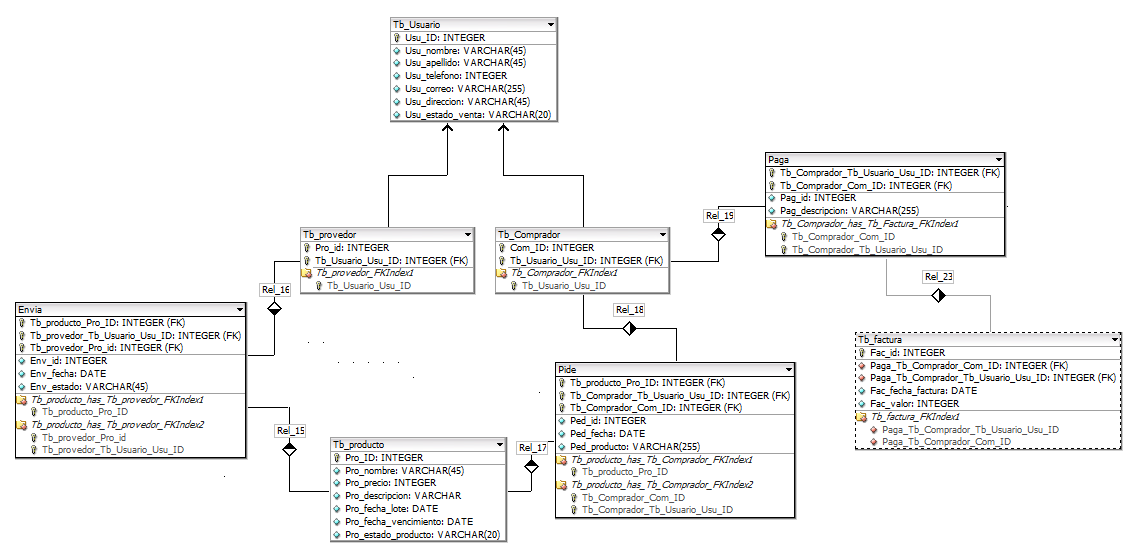 Tb_Usuario
Usu_ID: INTEGER
Usu_nombre: VARCHAR(45)
Usu_apellido: VARCHAR(45)
Usu_telefono: INTEGER
Usu_correo: VARCHAR(255)
Usu_direccion: VARCHAR(45)
Usu_estado_venta: VARCHAR(20)
Paga
Tb_Comprador_Tb_Usuario_Usu_ID: INTEGER (FK)
Tb_Comprador_Com_ID: INTEGER (FK)
Pag_id: INTEGER
Pag_descripcion: VARCHAR(255)
Tb_Comprador_has_Tb_Factura_FKIndex1
Tb_Comprador_Com_ID
Tb_Comprador_Tb_Usuario_Usu_ID
Rel_19
Tb_provedor
Pro_id: INTEGER
Tb_Usuario_Usu_ID: INTEGER (FK)
Tb_provedor_FKIndex1
Tb_Usuario_Usu_ID
Tb_Comprador
Com_ID: INTEGER
Tb_Usuario_Usu_ID: INTEGER (FK)
Tb_Comprador_FKIndex1
Tb_Usuario_Usu_ID
Rel_23
Rel_16
Rel_18
Envia
Tb_producto_Pro_ID: INTEGER (FK)
Tb_provedor_Tb_Usuario_Usu_ID: INTEGER (FK)
Tb_provedor_Pro_id: INTEGER (FK)
Env_id: INTEGER
Env_fecha: DATE
Env_estado: VARCHAR(45)
Tb_producto_has_Tb_provedor_FKIndex1
Tb_producto_Pro_ID
Tb_producto_has_Tb_provedor_FKIndex2
Tb_provedor_Pro_id
Tb_provedor_Tb_Usuario_Usu_ID
Tb_factura
Fac_id: INTEGER
Paga_Tb_Comprador_Com_ID: INTEGER (FK)
Paga_Tb_Comprador_Tb_Usuario_Usu_ID: INTEGER (FK)
Fac_fecha_factura: DATE
Fac_valor: INTEGER
Tb_factura_FKIndex1
Paga_Tb_Comprador_Tb_Usuario_Usu_ID
Paga_Tb_Comprador_Com_ID
Pide
Tb_producto_Pro_ID: INTEGER (FK)
Tb_Comprador_Tb_Usuario_Usu_ID: INTEGER (FK)
Tb_Comprador_Com_ID: INTEGER (FK)
Ped_id: INTEGER
Ped_fecha: DATE
Ped_producto: VARCHAR(255)
Tb_producto_has_Tb_Comprador_FKIndex1
Tb_producto_Pro_ID
Tb_producto_has_Tb_Comprador_FKIndex2
Tb_Comprador_Com_ID
Tb_Comprador_Tb_Usuario_Usu_ID
Rel_15
Rel_17
Tb_producto
Pro_ID: INTEGER
Pro_nombre: VARCHAR(45)
Pro_precio: INTEGER
Pro_descripcion: VARCHAR
Pro_fecha_lote: DATE
Pro_fecha_vencimiento: DATE
Pro_estado_producto: VARCHAR(20)